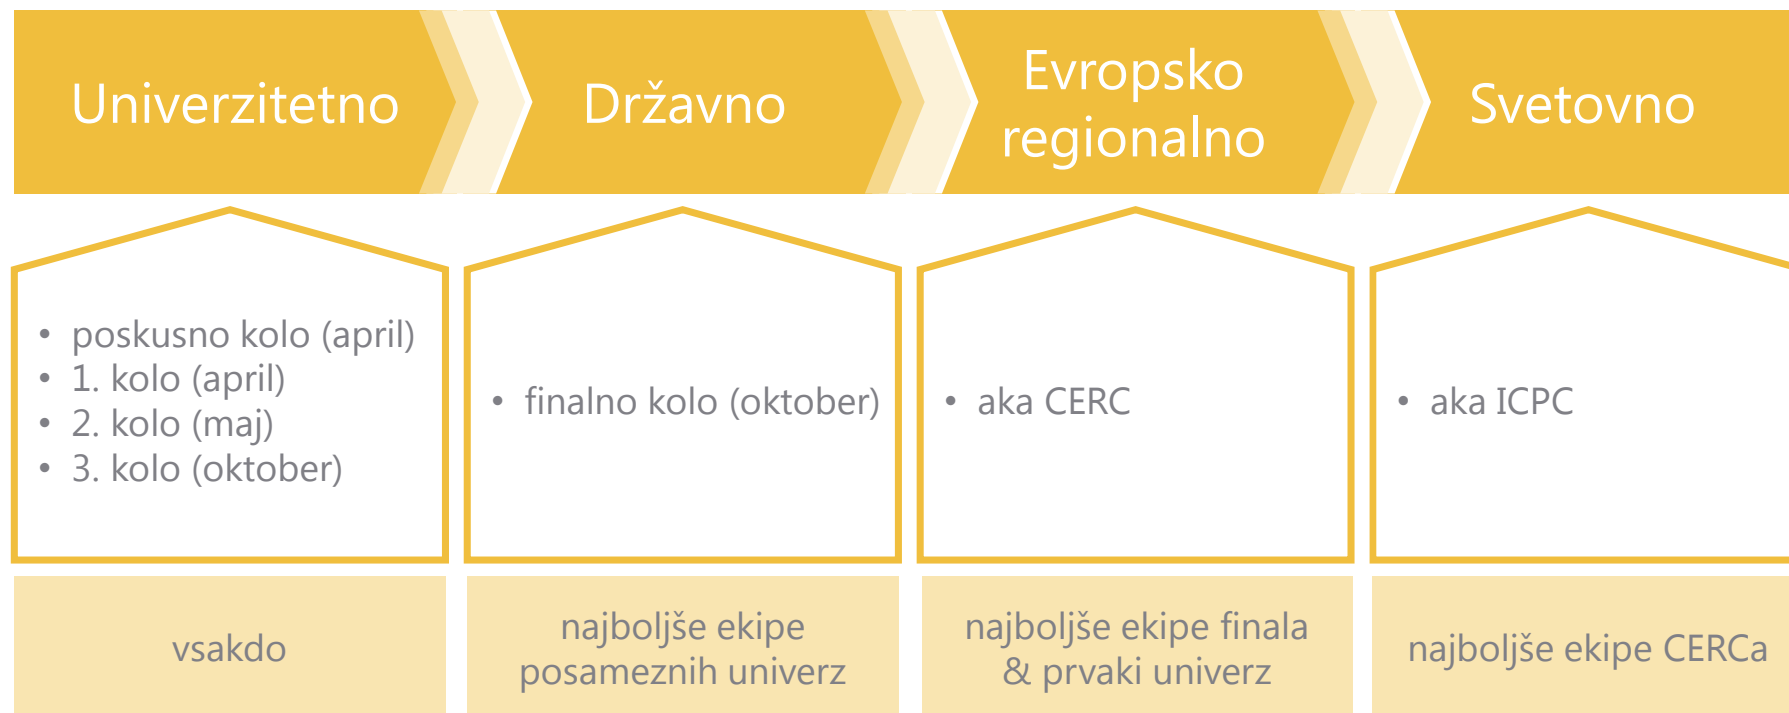 Univerzitetno
Državno
Evropsko
regionalno
Svetovno
• poskusno kolo (april)
• 1. kolo (april)
• 2. kolo (maj)
• 3. kolo (oktober)
• finalno kolo (oktober)
• aka CERC
• aka ICPC
vsakdo
najboljše ekipe
posameznih univerz
najboljše ekipe finala
& prvaki univerz
najboljše ekipe CERCa